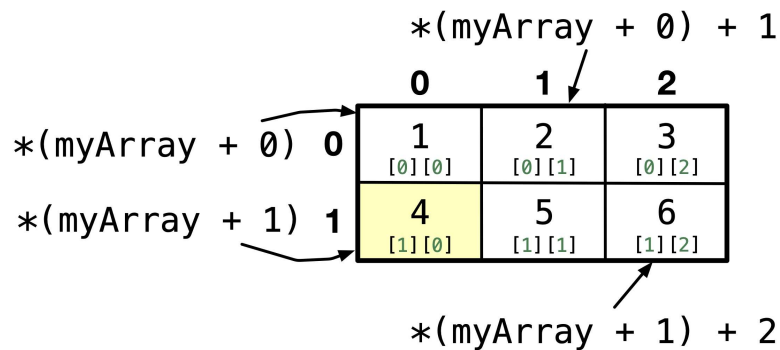 *(myArray + 0) + 1
0 1 2
*(myArray + 0) 0 1 2 3
[0][0] [0][1] [0][2]
*(myArray + 1) 1 4 5 6
[1][0] [1][1] [1][2]
*(myArray + 1) + 2